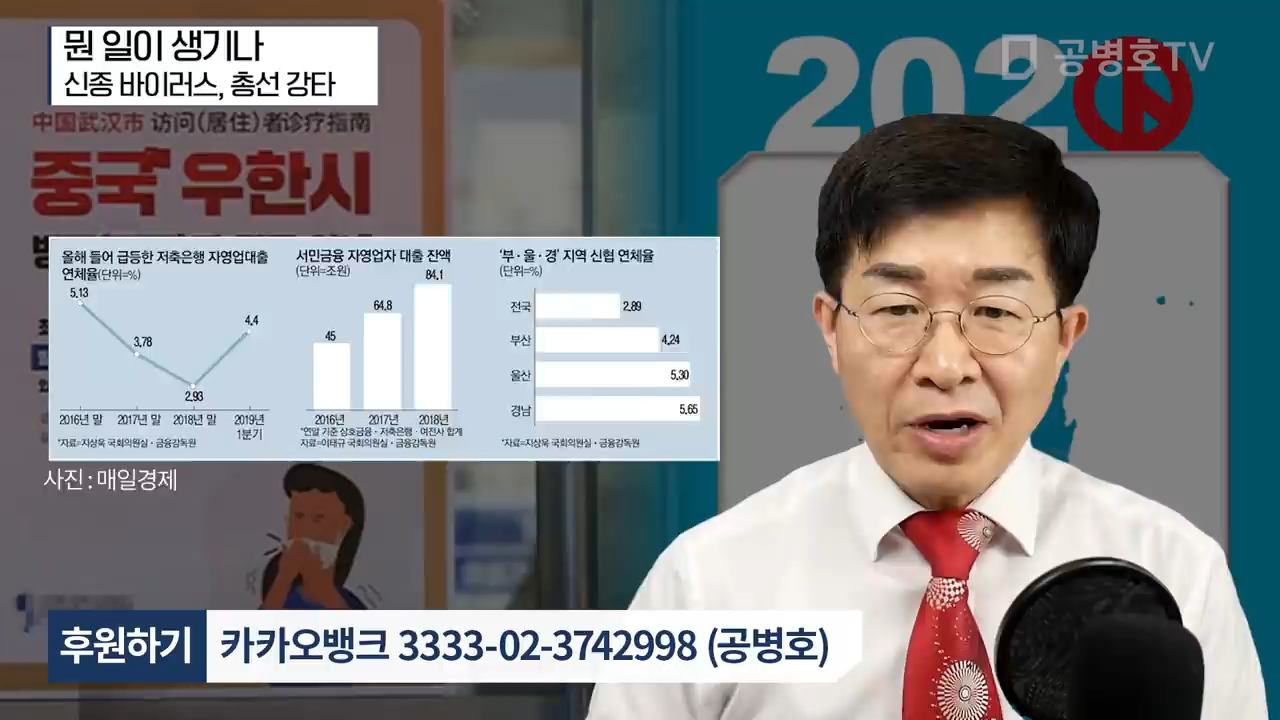 뭔 일이 생기나
신종 바이러스, 총선 강타
공병호TV
202
中国武汉市 访问(居住)者诊疗指南
중국 우한시
올해 들어 급등한 저축은행 자영업대출
연체율(단위=%)
5.13
3.78
2.93
4.4
2016년 말 2017년 말 2018년 말 2019년
1분기
*자료=지상욱 국회의원실·금융감독원
서민금융 자영업자 대출 잔액
(단위=조원)
45
64.8
84.1
2016년 2017년 2018년
*연말 기준 상호금융·저축은행·여전사 합계
자료=이태규 국회의원실·금융감독원
'부·울·경' 지역 신협 연체율
(단위=%)
전국 2.89
부산 4.24
울산 5.30
경남 5.65
*자료=지상욱 국회의원실·금융감독원
사진 : 매일경제
후원하기 카카오뱅크 3333-02-3742998 (공병호)